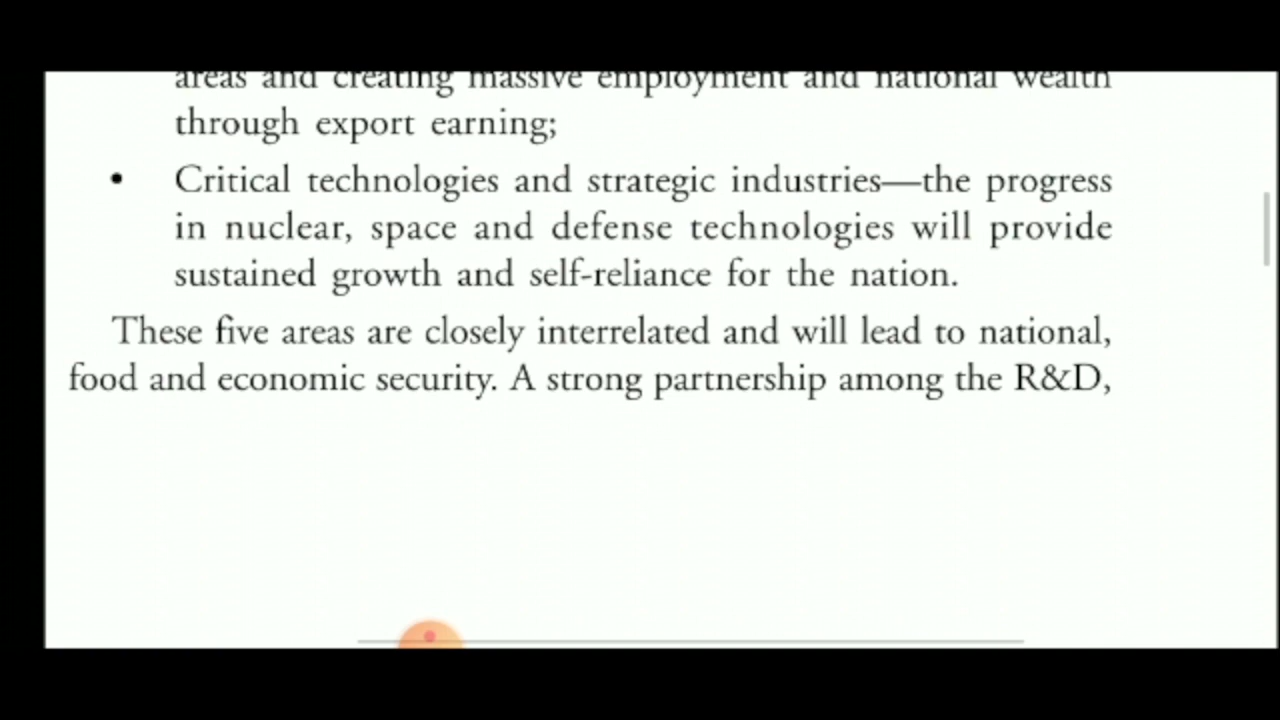 areas and creating massive employment and national wealth
through export earning;
• Critical technologies and strategic industries—the progress
in nuclear, space and defense technologies will provide
sustained growth and self-reliance for the nation.
These five areas are closely interrelated and will lead to national,
food and economic security. A strong partnership among the R&D,